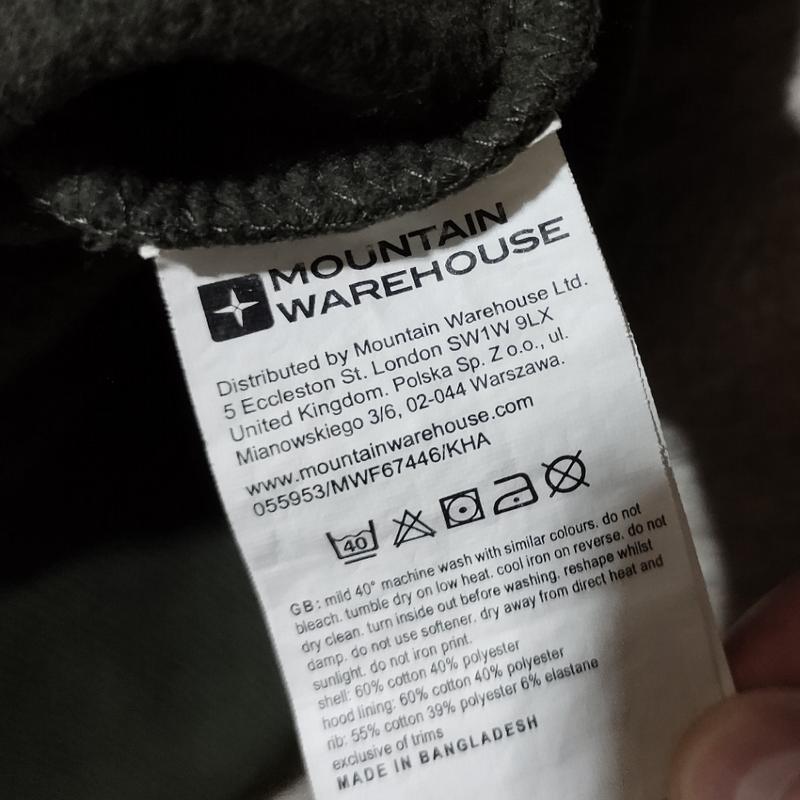 MOUNTAIN
WAREHOUSE
Distributed by Mountain Warehouse Ltd.
5 Eccleston St. London SW1W 9LX
United Kingdom. Polska Sp. Z o.o., ul.
Mianowskiego 3/6, 02-044 Warszawa.
www.mountainwarehouse.com
055953/MWF67446/KHA
40
GB: mild 40° machine wash with similar colours. do not
bleach. tumble dry on low heat. cool iron on reverse. do not
dry clean. turn inside out before washing. reshape whilst
damp. do not use softener. dry away from direct heat and
sunlight. do not iron print.
shell: 60% cotton 40% polyester
hood lining: 60% cotton 40% polyester
rib: 55% cotton 39% polyester 6% elastane
exclusive of trims
MADE IN BANGLADESH